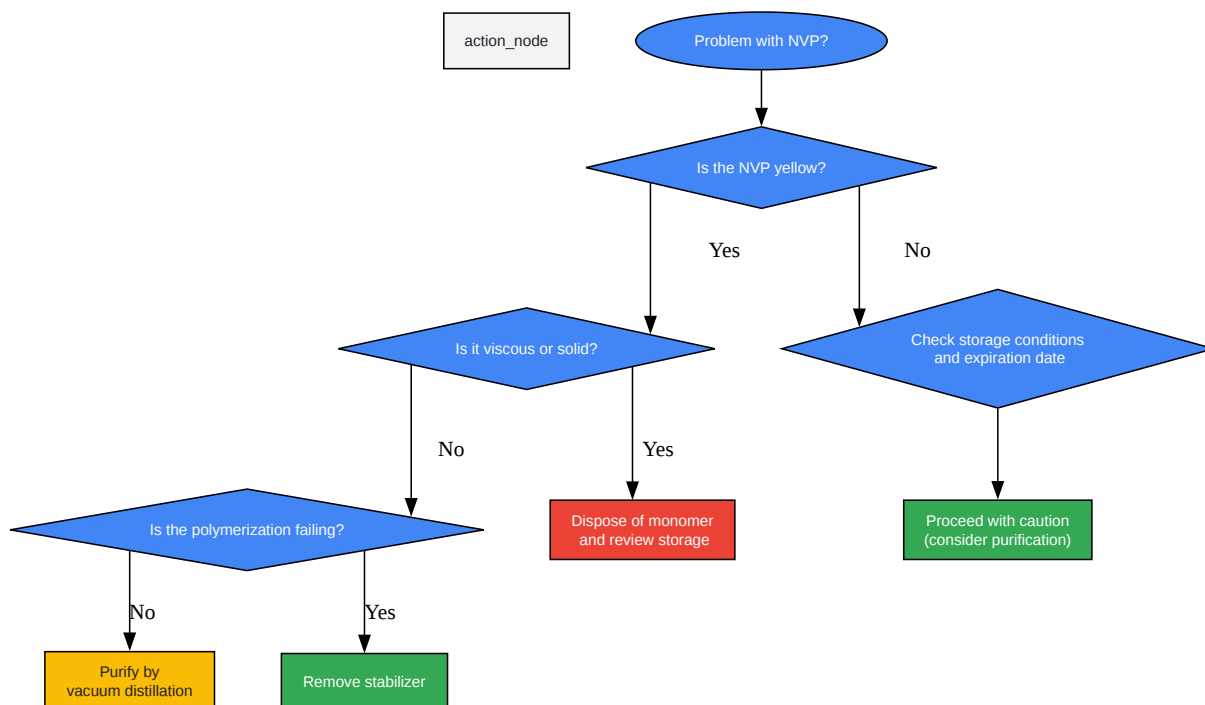 action_node
Problem with NVP?
Is the NVP yellow?
Yes
No
Is it viscous or solid?
Check storage conditions
and expiration date
No
Yes
Is the polymerization failing?
Dispose of monomer
and review storage
Proceed with caution
(consider purification)
No
Yes
Purify by
vacuum distillation
Remove stabilizer